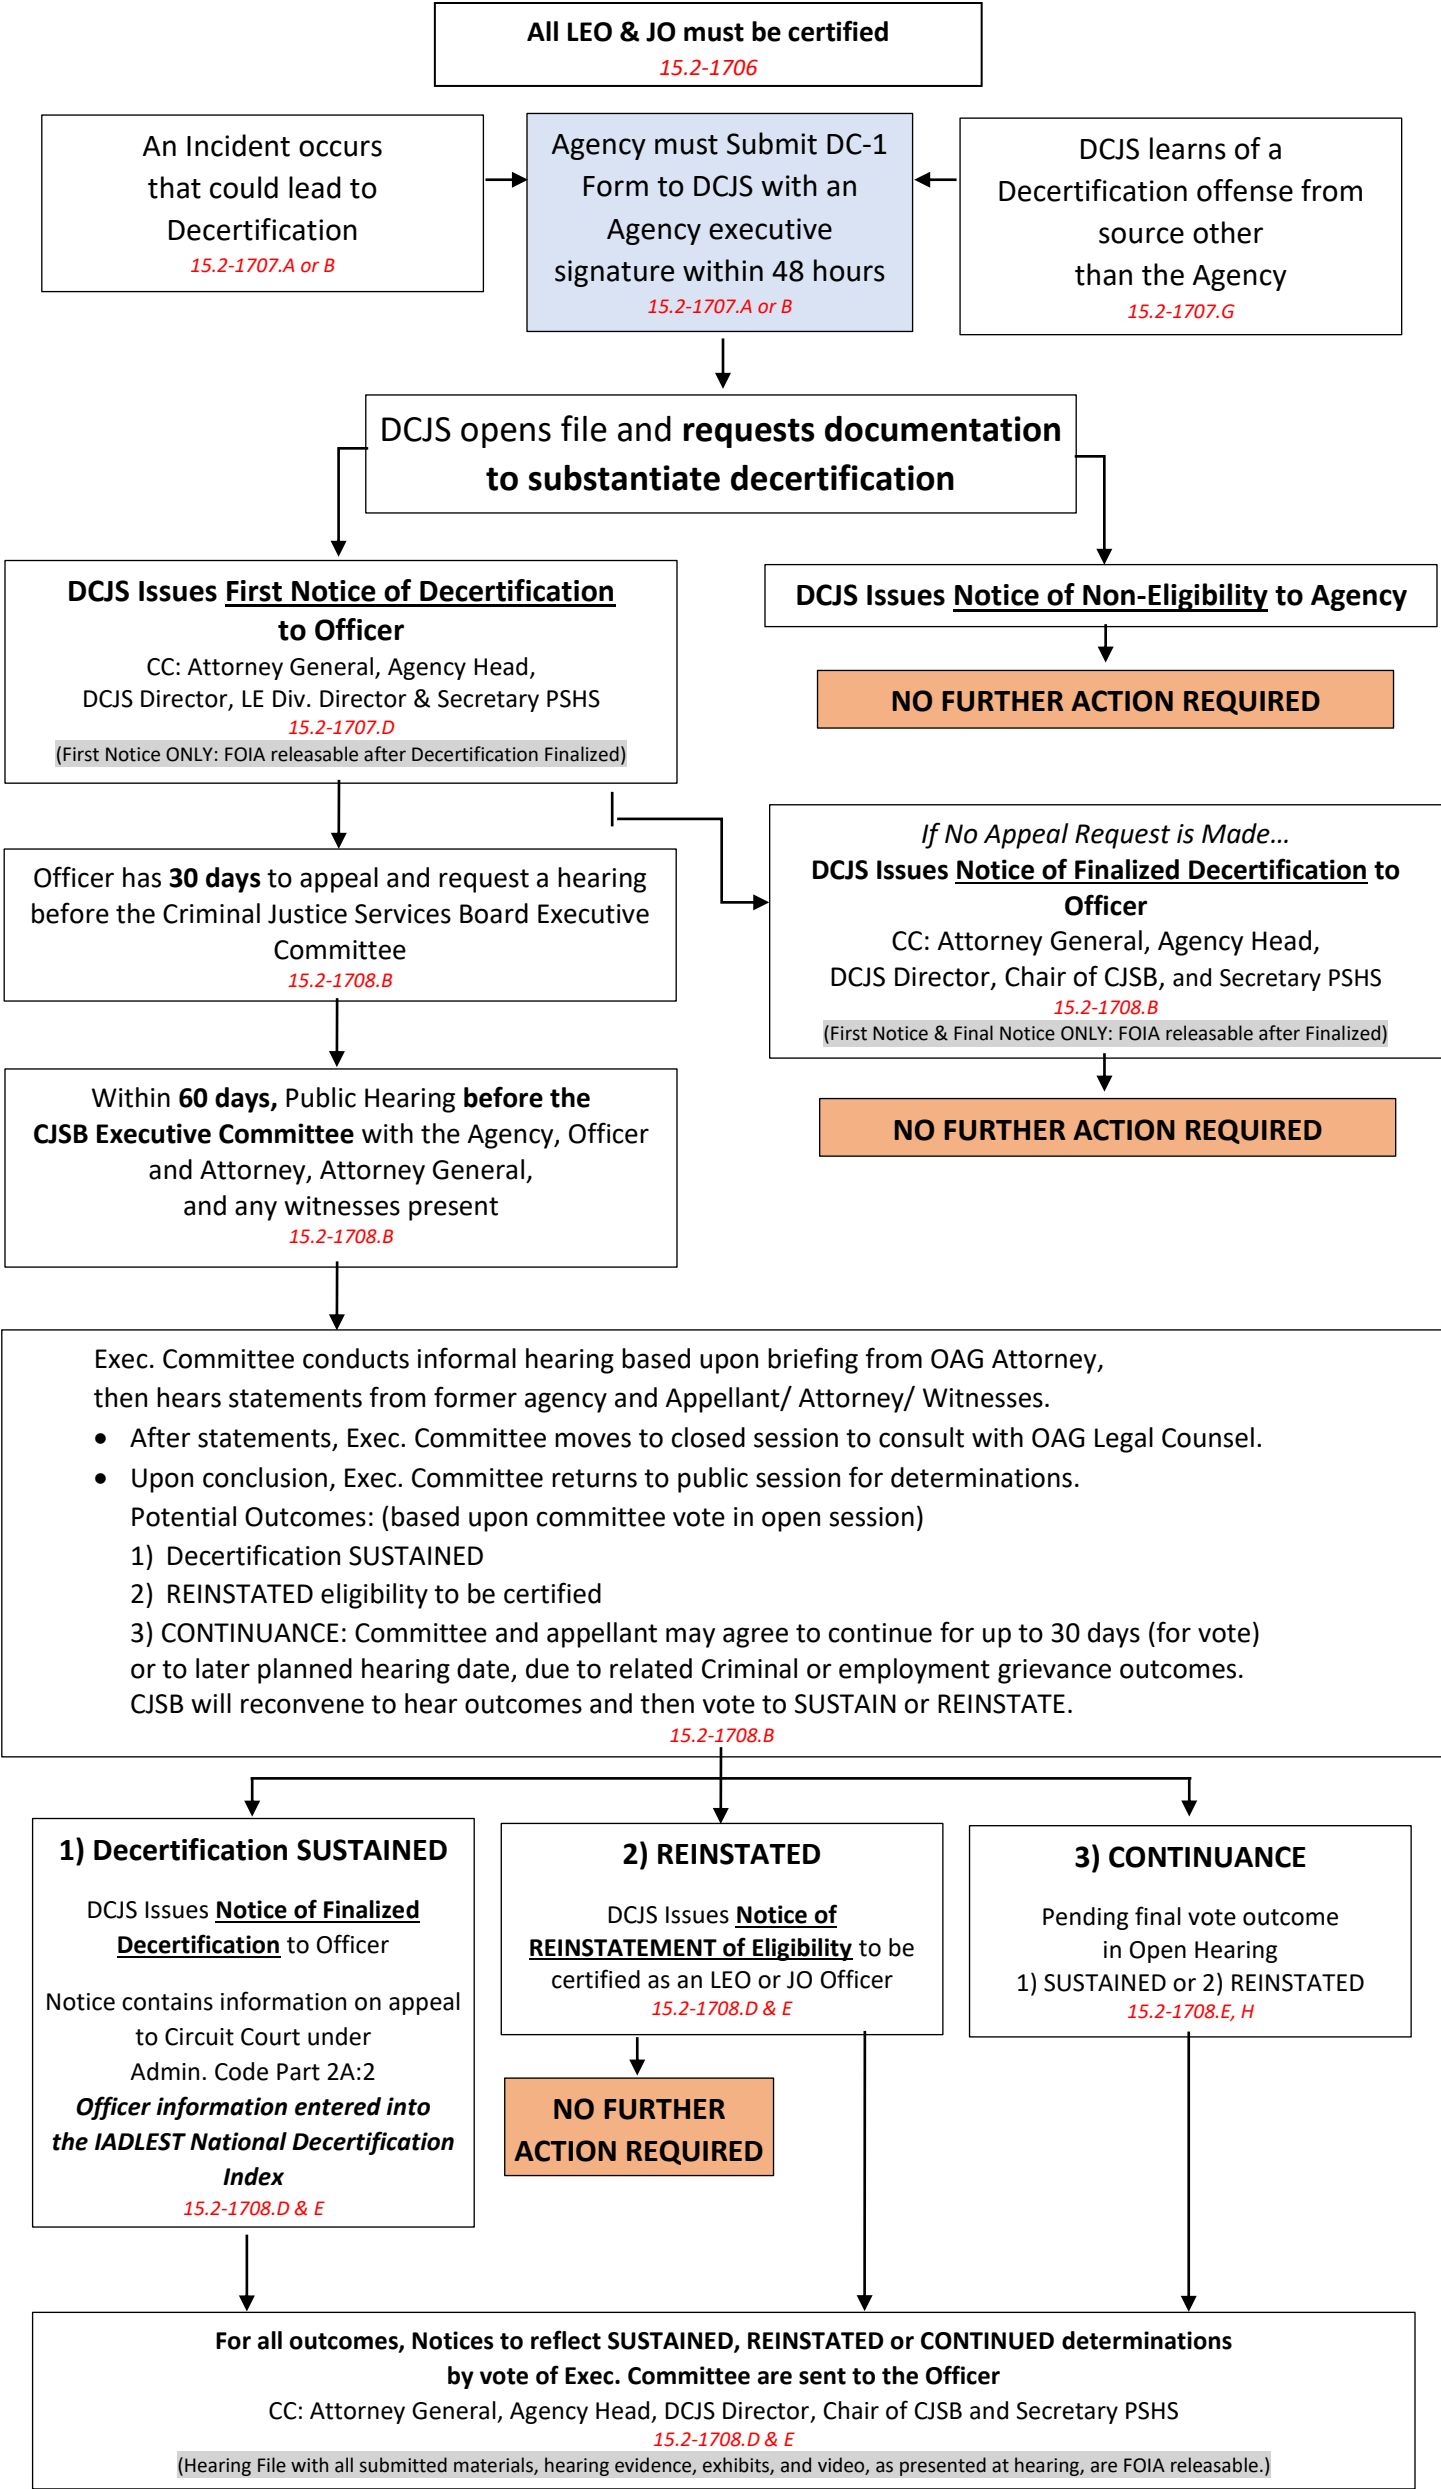 All LEO & JO must be certified
15.2-1706
An Incident occurs
that could lead to
Decertification
15.2-1707.A or B
Agency must Submit DC-1
Form to DCJS with an
Agency executive
signature within 48 hours
15.2-1707.A or B
DCJS learns of a
Decertification offense from
source other
than the Agency
15.2-1707.G
DCJS opens file and requests documentation
to substantiate decertification
DCJS Issues First Notice of Decertification
to Officer
CC: Attorney General, Agency Head,
DCJS Director, LE Div. Director & Secretary PSHS
15.2-1707.D
(First Notice ONLY: FOIA releasable after Decertification Finalized)
DCJS Issues Notice of Non-Eligibility to Agency
NO FURTHER ACTION REQUIRED
Officer has 30 days to appeal and request a hearing
before the Criminal Justice Services Board Executive
Committee
15.2-1708.B
If No Appeal Request is Made…
DCJS Issues Notice of Finalized Decertification to
Officer
CC: Attorney General, Agency Head,
DCJS Director, Chair of CJSB, and Secretary PSHS
15.2-1708.B
(First Notice & Final Notice ONLY: FOIA releasable after Finalized)
NO FURTHER ACTION REQUIRED
Within 60 days, Public Hearing before the
CJSB Executive Committee with the Agency, Officer
and Attorney, Attorney General,
and any witnesses present
15.2-1708.B
Exec. Committee conducts informal hearing based upon briefing from OAG Attorney,
then hears statements from former agency and Appellant/ Attorney/ Witnesses.
• After statements, Exec. Committee moves to closed session to consult with OAG Legal Counsel.
• Upon conclusion, Exec. Committee returns to public session for determinations.
Potential Outcomes: (based upon committee vote in open session)
1) Decertification SUSTAINED
2) REINSTATED eligibility to be certified
3) CONTINUANCE: Committee and appellant may agree to continue for up to 30 days (for vote)
or to later planned hearing date, due to related Criminal or employment grievance outcomes.
CJSB will reconvene to hear outcomes and then vote to SUSTAIN or REINSTATE.
15.2-1708.B
1) Decertification SUSTAINED
DCJS Issues Notice of Finalized
Decertification to Officer
Notice contains information on appeal
to Circuit Court under
Admin. Code Part 2A:2
Officer information entered into
the IADLEST National Decertification
Index
15.2-1708.D & E
2) REINSTATED
DCJS Issues Notice of
REINSTATEMENT of Eligibility to be
certified as an LEO or JO Officer
15.2-1708.D & E
NO FURTHER
ACTION REQUIRED
3) CONTINUANCE
Pending final vote outcome
in Open Hearing
1) SUSTAINED or 2) REINSTATED
15.2-1708.E, H
For all outcomes, Notices to reflect SUSTAINED, REINSTATED or CONTINUED determinations
by vote of Exec. Committee are sent to the Officer
CC: Attorney General, Agency Head, DCJS Director, Chair of CJSB and Secretary PSHS
15.2-1708.D & E
(Hearing File with all submitted materials, hearing evidence, exhibits, and video, as presented at hearing, are FOIA releasable.)